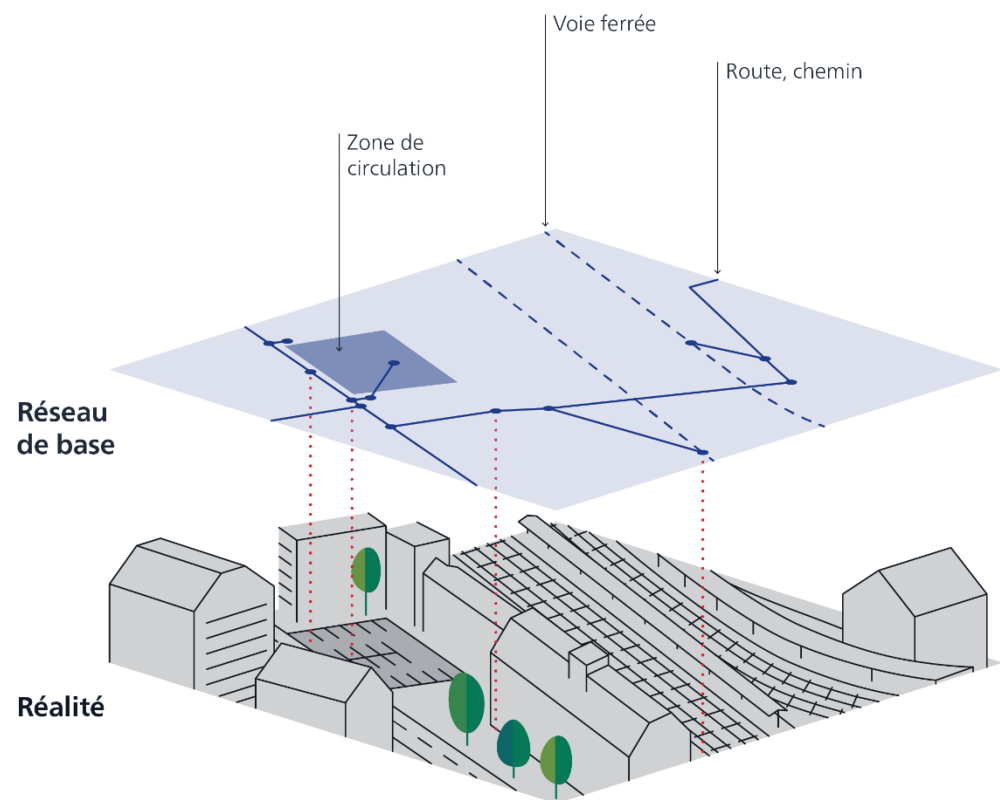 Voie ferrée
Route, chemin
Zone de
circulation
Réseau
de base
Réalité